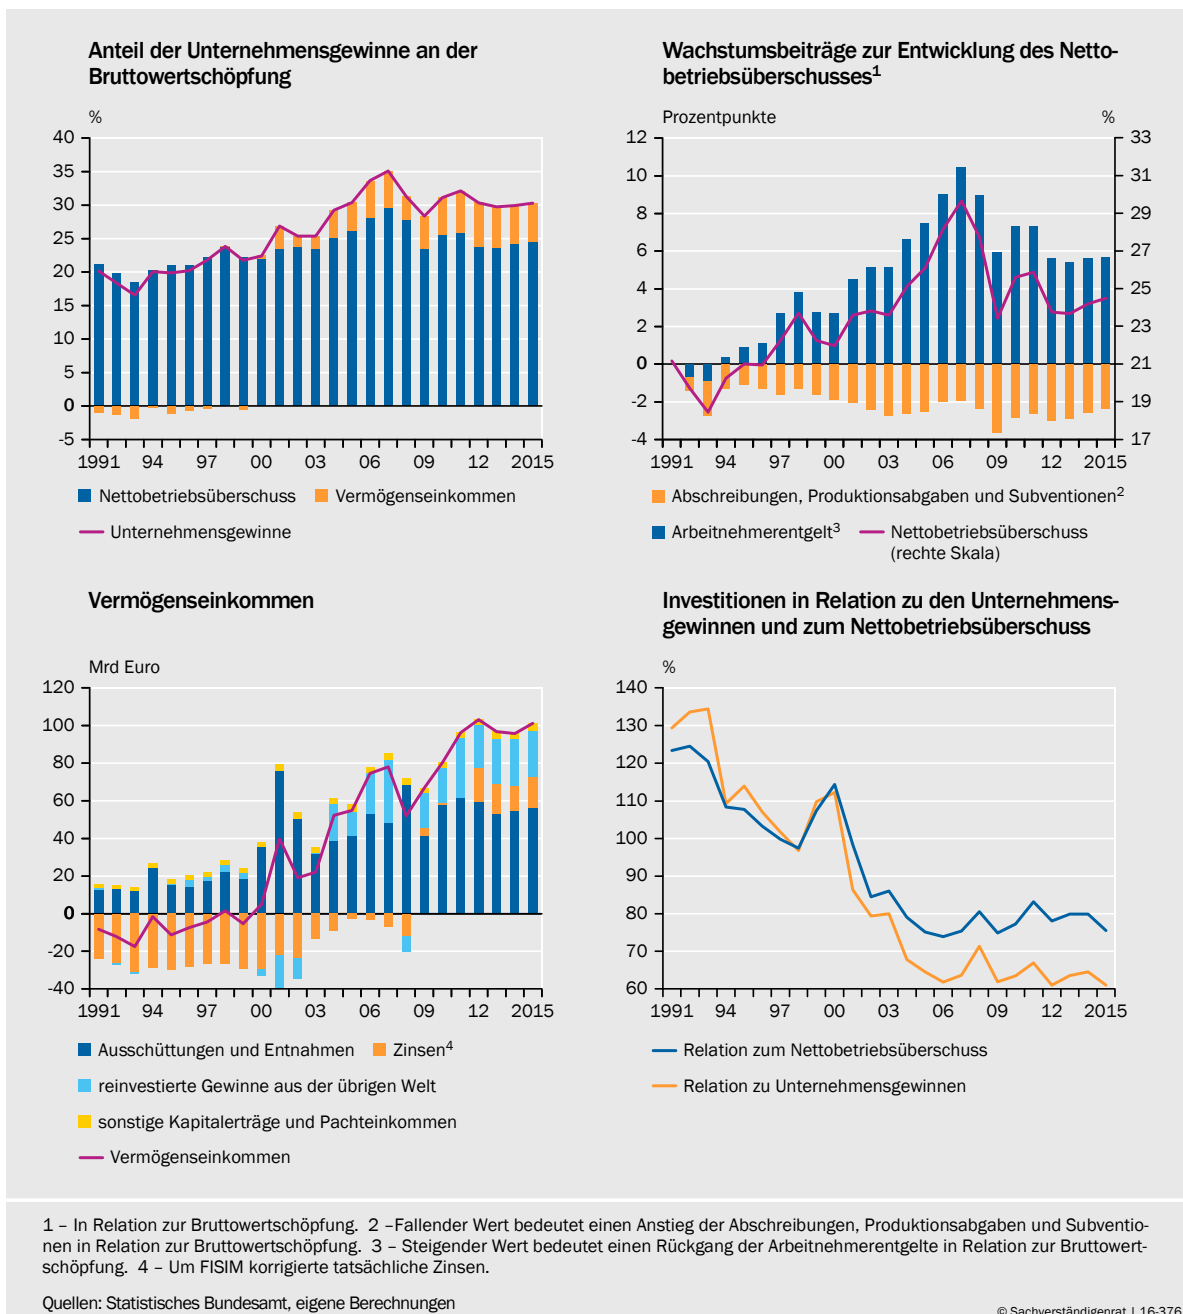 Anteil der Unternehmensgewinne an der
Bruttowertschöpfung
%
40
35
30
25
20
15
10
5
0
-5
1991 94 97 00 03 06 09 12 2015
Nettobetriebsüberschuss Vermögenseinkommen
Unternehmensgewinne
Wachstumsbeiträge zur Entwicklung des Netto-
betriebsüberschusses1
Prozentpunkte %
12 33
10 31
8 29
6 27
4 25
2 23
0 21
-2 19
-4 17
1991 94 97 00 03 06 09 12 2015
Abschreibungen, Produktionsabgaben und Subventionen2
Arbeitnehmerentgelt3 Nettobetriebsüberschuss
(rechte Skala)
Vermögenseinkommen
Mrd Euro
120
100
80
60
40
20
0
-20
-40
1991 94 97 00 03 06 09 12 2015
Ausschüttungen und Entnahmen Zinsen4
reinvestierte Gewinne aus der übrigen Welt
sonstige Kapitalerträge und Pachteinkommen
Vermögenseinkommen
Investitionen in Relation zu den Unternehmens-
gewinnen und zum Nettobetriebsüberschuss
%
140
130
120
110
100
90
80
70
60
1991 94 97 00 03 06 09 12 2015
Relation zum Nettobetriebsüberschuss
Relation zu Unternehmensgewinnen
1 – In Relation zur Bruttowertschöpfung. 2 –Fallender Wert bedeutet einen Anstieg der Abschreibungen, Produktionsabgaben und Subventio-
nen in Relation zur Bruttowertschöpfung. 3 – Steigender Wert bedeutet einen Rückgang der Arbeitnehmerentgelte in Relation zur Bruttowert-
schöpfung. 4 – Um FISIM korrigierte tatsächliche Zinsen.
Quellen: Statistisches Bundesamt, eigene Berechnungen
© Sachverständigenrat | 16-376